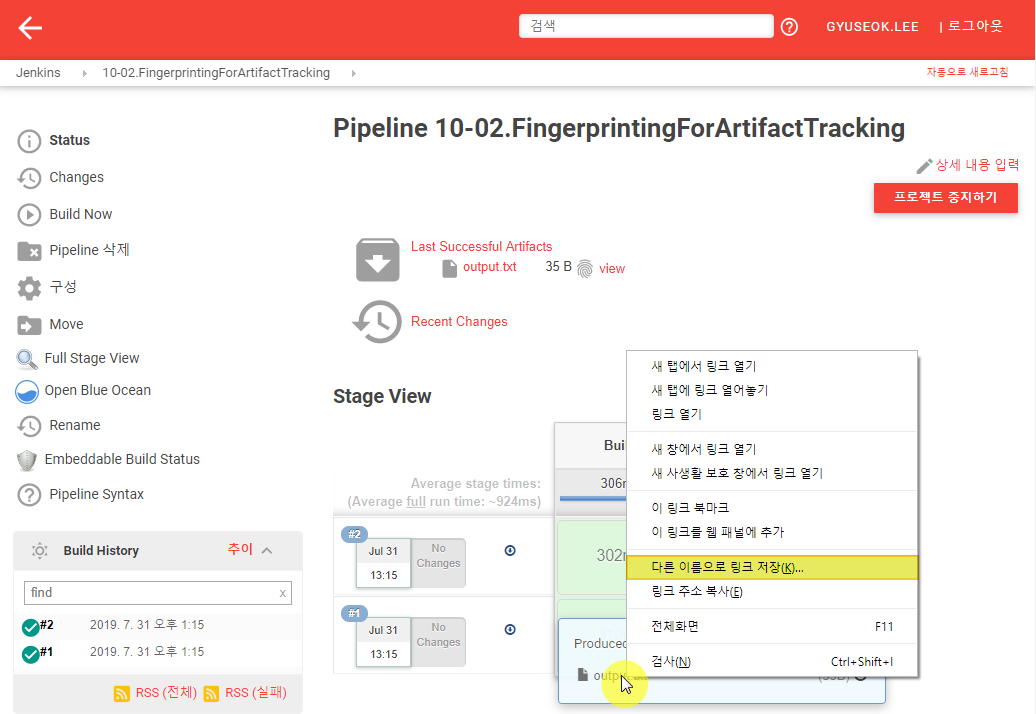 검색
GYUSEOK.LEE | 로그아웃
Jenkins 10-02.FingerprintingForArtifactTracking
자동으로 새로고침
Status
Changes
Build Now
Pipeline 삭제
구성
Move
Full Stage View
Open Blue Ocean
Rename
Embeddable Build Status
Pipeline Syntax
Build History 추이
find x
#2 2019. 7. 31 오후 1:15
#1 2019. 7. 31 오후 1:15
RSS (전체) RSS (실패)
Pipeline 10-02.FingerprintingForArtifactTracking
상세 내용 입력
프로젝트 중지하기
Last Successful Artifacts
output.txt 35 B view
Recent Changes
Stage View
Average stage times:
(Average full run time: ~924ms)
#2
Jul 31
13:15
No
Changes
#1
Jul 31
13:15
No
Changes
Produced
새 탭에서 링크 열기
새 탭에 링크 열어놓기
링크 열기
새 창에서 링크 열기
새 사생활 보호 창에서 링크 열기
이 링크 북마크
이 링크를 웹 패널에 추가
다른 이름으로 링크 저장(K)...
링크 주소 복사(E)
전체화면 F11
검사(N) Ctrl+Shift+I